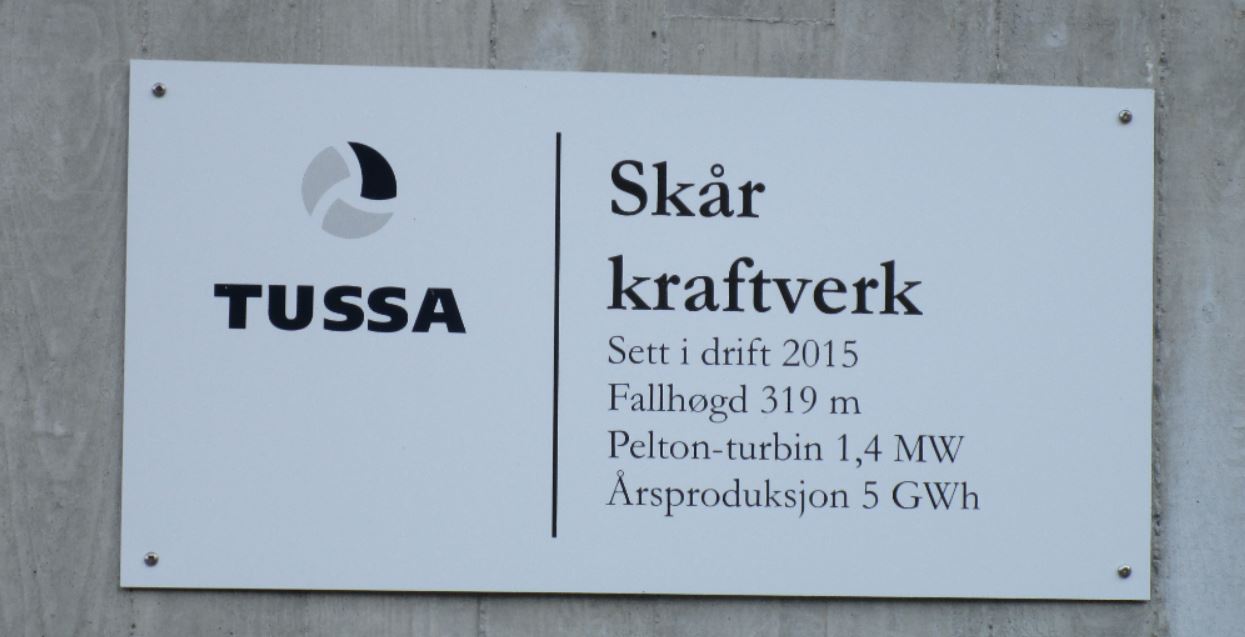 TUSSA
Skår
kraftverk
Sett i drift 2015
Fallhøgd 319 m
Pelton-turbin 1,4 MW
Årsproduksjon 5 GWh